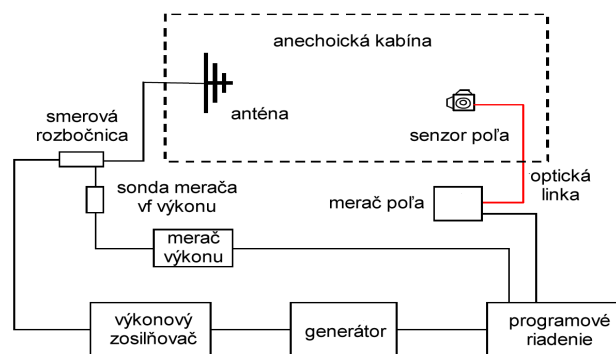 anechoická kabína
anténa
smerová
rozbočnica
senzor poľa
optická
linka
sonda merača
vf výkonu
merač poľa
merač
výkonu
výkonový
zosilňovač
generátor
programové
riadenie